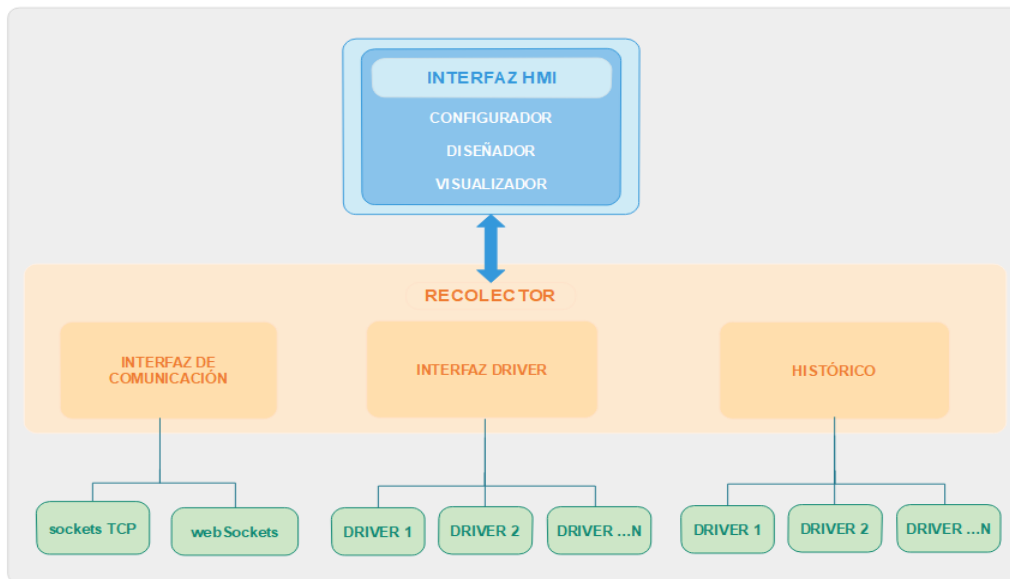 INTERFAZ HMI
CONFIGURADOR
DISEÑADOR
VISUALIZADOR
RECOLECTOR
INTERFAZ DE
COMUNICACIÓN
INTERFAZ DRIVER
HISTÓRICO
sockets TCP
webSockets
DRIVER 1
DRIVER 2
DRIVER ...N
DRIVER 1
DRIVER 2
DRIVER ...N